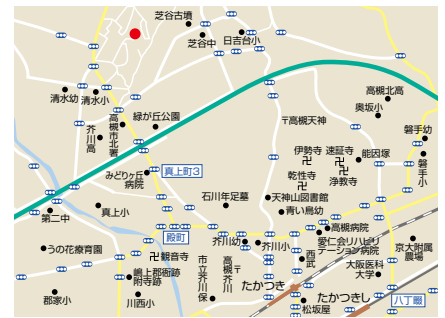 芝谷古墳
芝谷中
日吉台小
清水幼
清水小
緑が丘公園
高槻市北署
芥川高
〒高槻天神
高槻北高
奥坂小
磐手幼
磐手小
伊勢寺
速証寺
能因塚
乾性寺
浄教寺
みどりヶ丘
病院
真上町3
第二中
真上小
石川年足墓
天神山図書館
青い鳥幼
殿町
うの花療育園
観音寺
芥川幼
芥川小
高槻病院
愛仁会リハビリ
テーション病院
西武
京大附属
農場
嶋上郡衙跡
附寺跡
市立芥川保
高槻芥川〒
大阪医科
大学
郡家小
川西小
たかつき
たかつきし
松坂屋
八丁畷